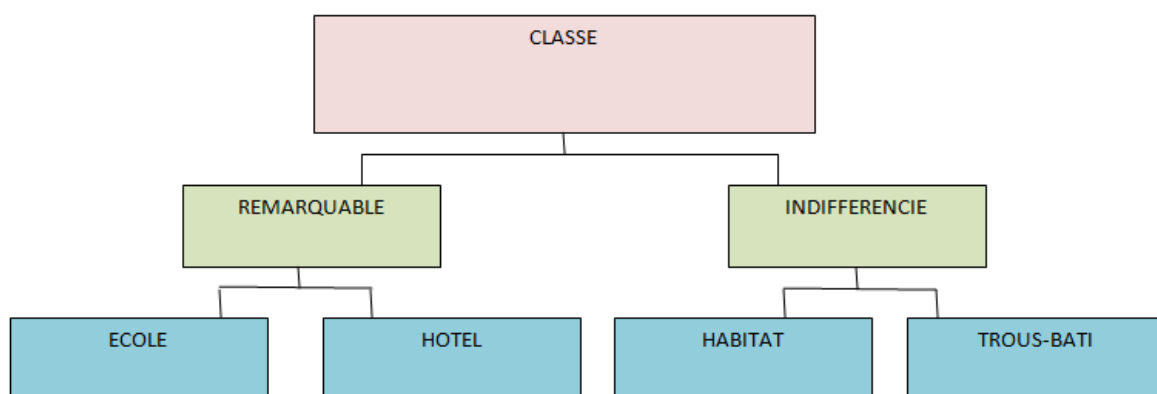 CLASSE
REMARQUABLE
INDIFFERENCIE
ECOLE
HOTEL
HABITAT
TROUS-BATI